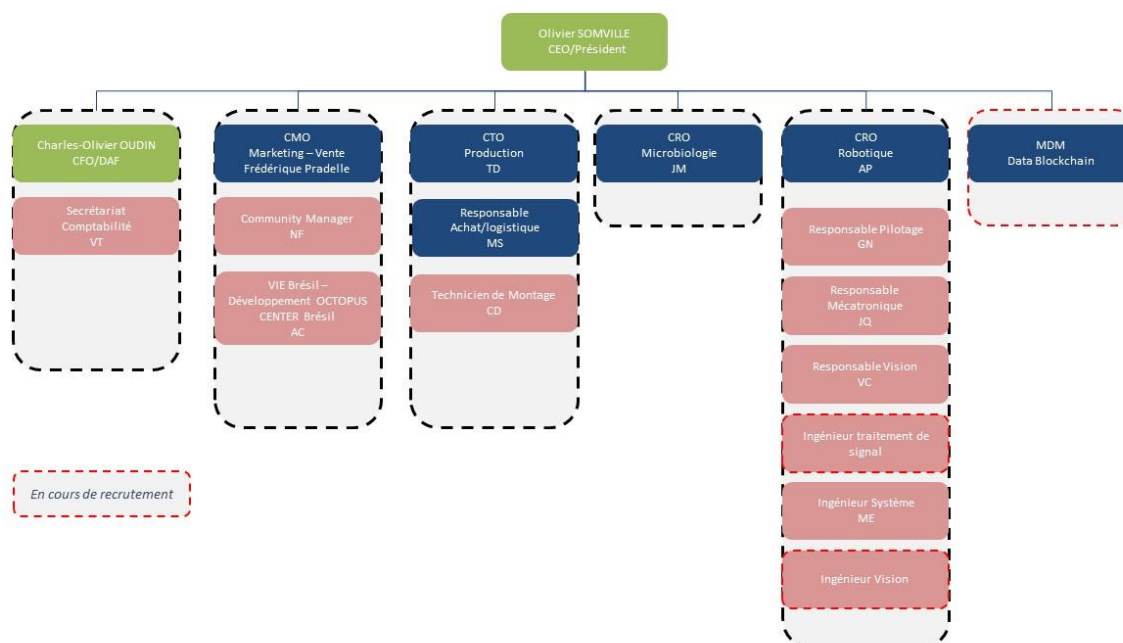 Olivier SOMVILLE
CEO/Président
Charles-Olivier OUDIN
CFO/DAF
Secrétariat
Comptabilité
VT
CMO
Marketing – Vente
Frédérique Pradelle
Community Manager
NF
VIE Brésil –
Développement OCTOPUS
CENTER Brésil
AC
CTO
Production
TD
Responsable
Achat/logistique
MS
Technicien de Montage
CD
CRO
Microbiologie
JM
CRO
Robotique
AP
Responsable Pilotage
GN
Responsable
Mécatronique
JQ
Responsable Vision
VC
Ingénieur traitement de
signal
Ingénieur Système
ME
Ingénieur Vision
MDM
Data Blockchain
En cours de recrutement